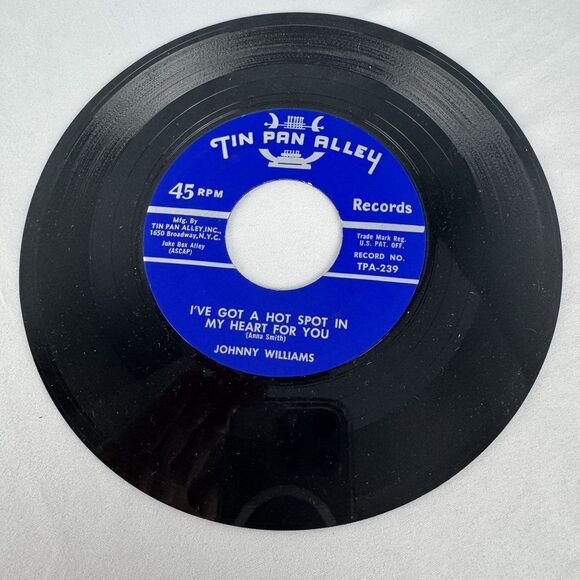 TIN PAN ALLEY
45 RPM
Records
Mfg. By
TIN PAN ALLEY,INC.,
1650 Broadway,N.Y.C.
Juke Box Alley
(ASCAP)
Trade Mark Reg.
U.S. PAT. OFF.
RECORD NO.
TPA-239
I'VE GOT A HOT SPOT IN
MY HEART FOR YOU
(Anna Smith)
JOHNNY WILLIAMS